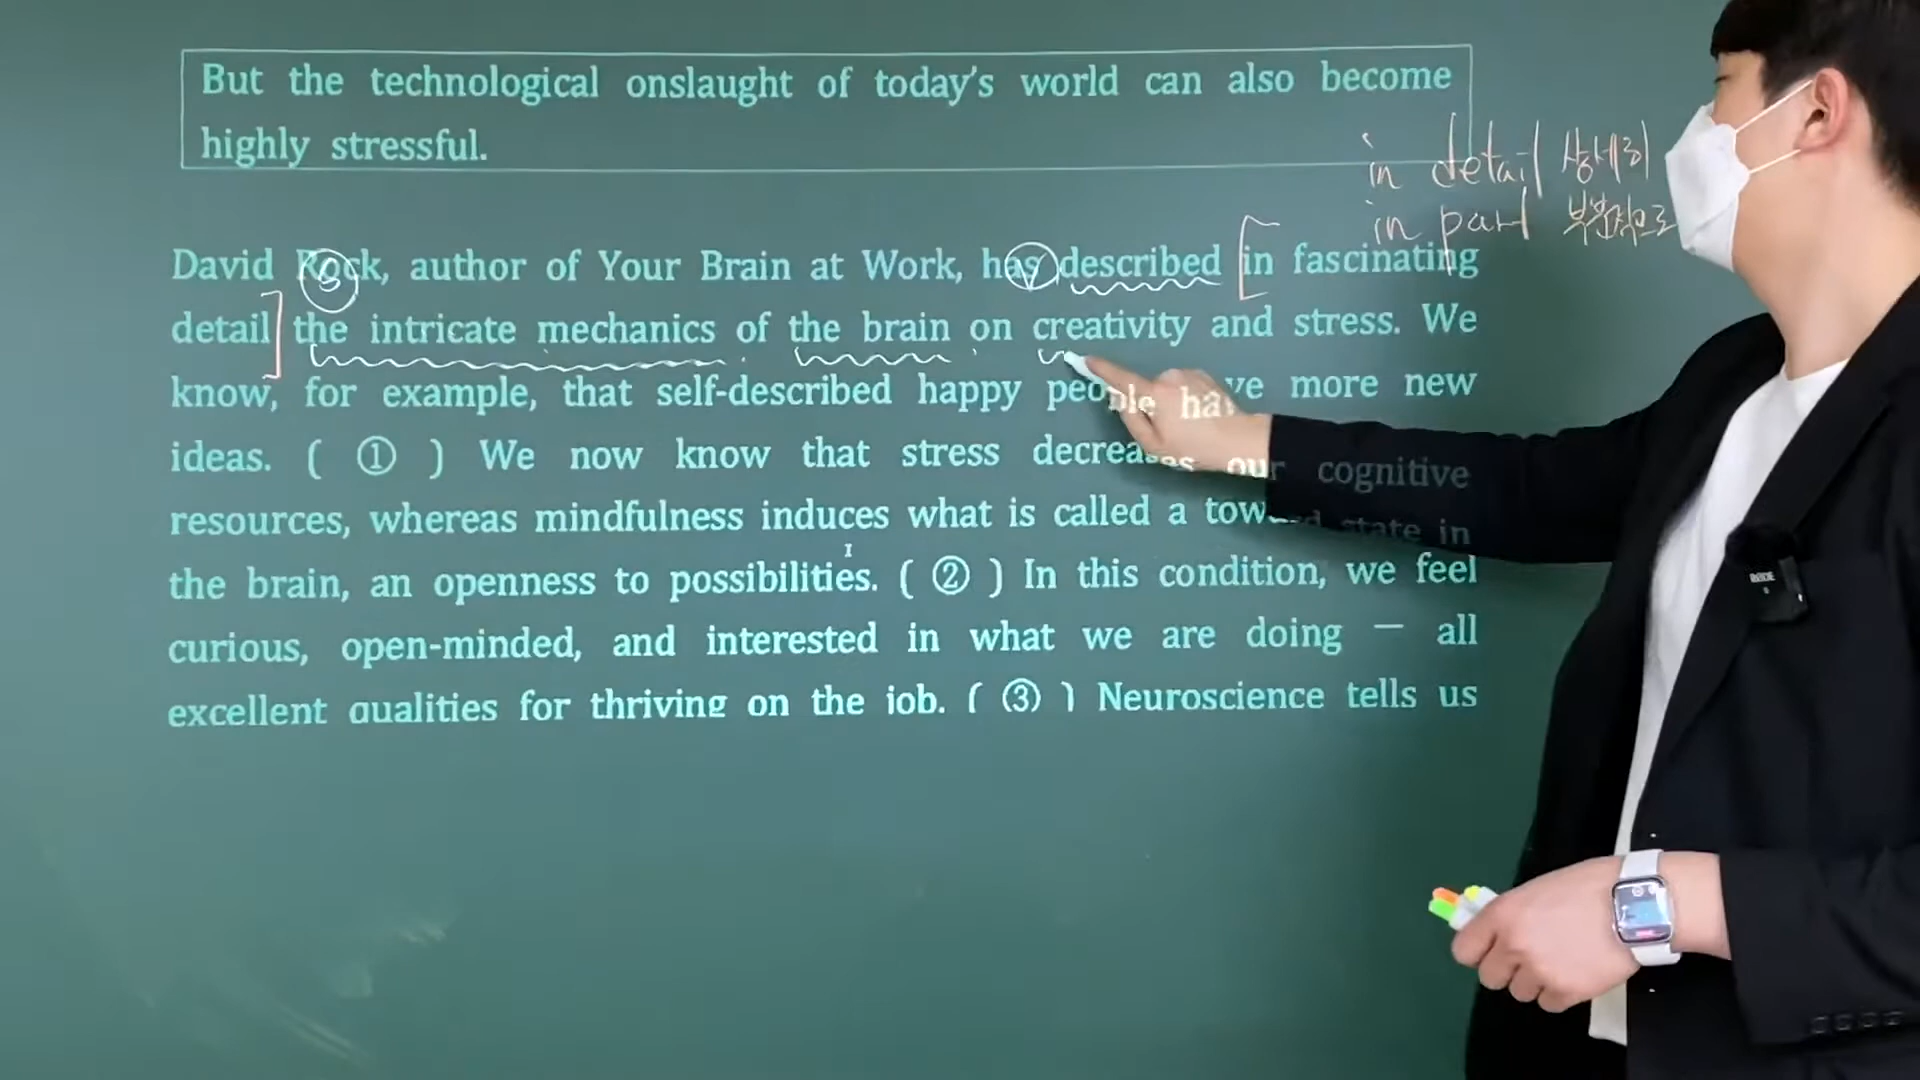 But the technological onslaught of today's world can also become
highly stressful.
in detail 상세히
in part 부분적으로
David Rock, author of Your Brain at Work, has described in fascinating
S V
detail the intricate mechanics of the brain on creativity and stress. We
know, for example, that self-described happy people have more new
ideas. ( ① ) We now know that stress decreases our cognitive
resources, whereas mindfulness induces what is called a toward state in
the brain, an openness to possibilities. ( ② ) In this condition, we feel
curious, open-minded, and interested in what we are doing — all
excellent qualities for thriving on the job. ( ③ ) Neuroscience tells us